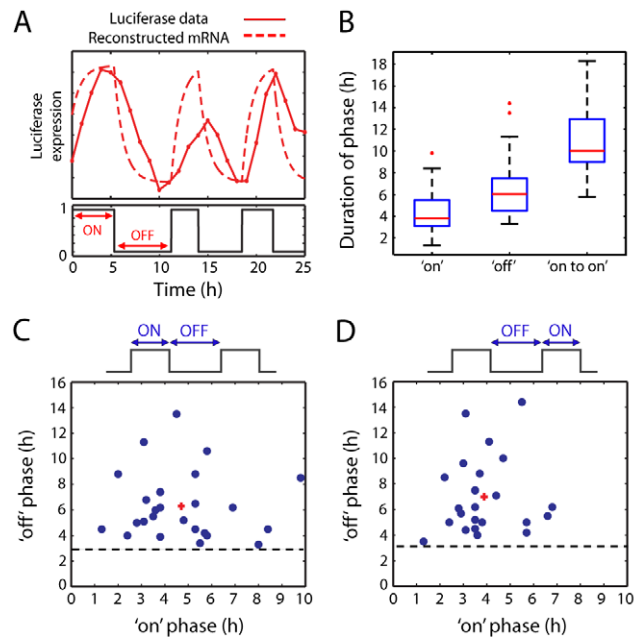 A
Luciferase data
Reconstructed mRNA
Luciferase
expression
1
0
ON
OFF
0 5 10 15 20 25
Time (h)
B
Duration of phase (h)
18
16
14
12
10
8
6
4
2
'on' 'off' 'on to on'
C
ON OFF
'off' phase (h)
16
14
12
10
8
6
4
2
0
0 1 2 3 4 5 6 7 8 9 10
'on' phase (h)
D
OFF ON
'off' phase (h)
16
14
12
10
8
6
4
2
0
0 1 2 3 4 5 6 7 8 9 10
'on' phase (h)